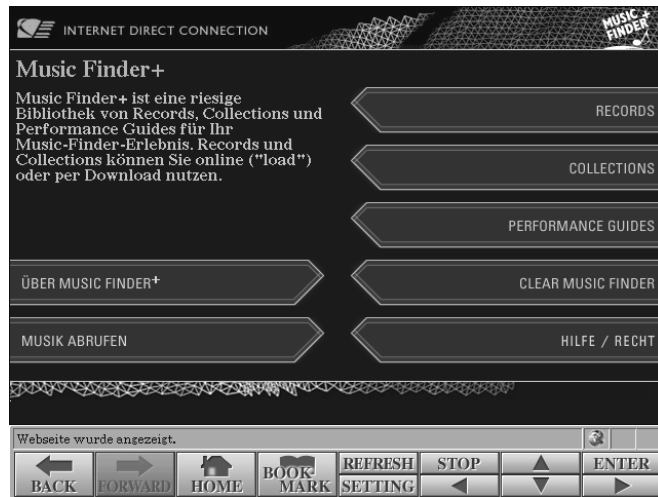 INTERNET DIRECT CONNECTION
MUSIC
FINDER+
Music Finder+
Music Finder+ ist eine riesige
Bibliothek von Records, Collections und
Performance Guides für Ihr
Music-Finder-Erlebnis. Records und
Collections können Sie online ("load")
oder per Download nutzen.
RECORDS
COLLECTIONS
PERFORMANCE GUIDES
ÜBER MUSIC FINDER+
CLEAR MUSIC FINDER
MUSIK ABRUFEN
HILFE / RECHT
Webseite wurde angezeigt.
BACK
FORWARD
HOME
BOOK-
MARK
REFRESH
SETTING
STOP
ENTER